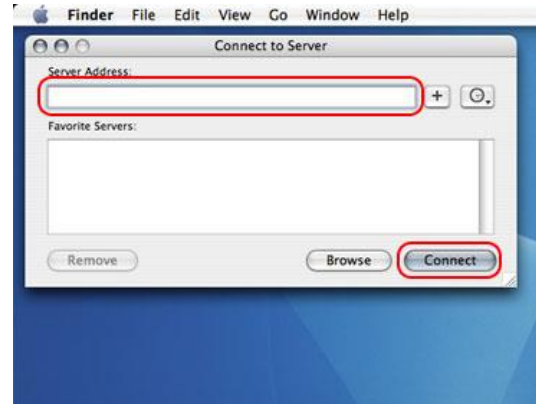 Finder File Edit View Go Window Help
Connect to Server
Server Address:
+
Favorite Servers:
Remove Browse Connect